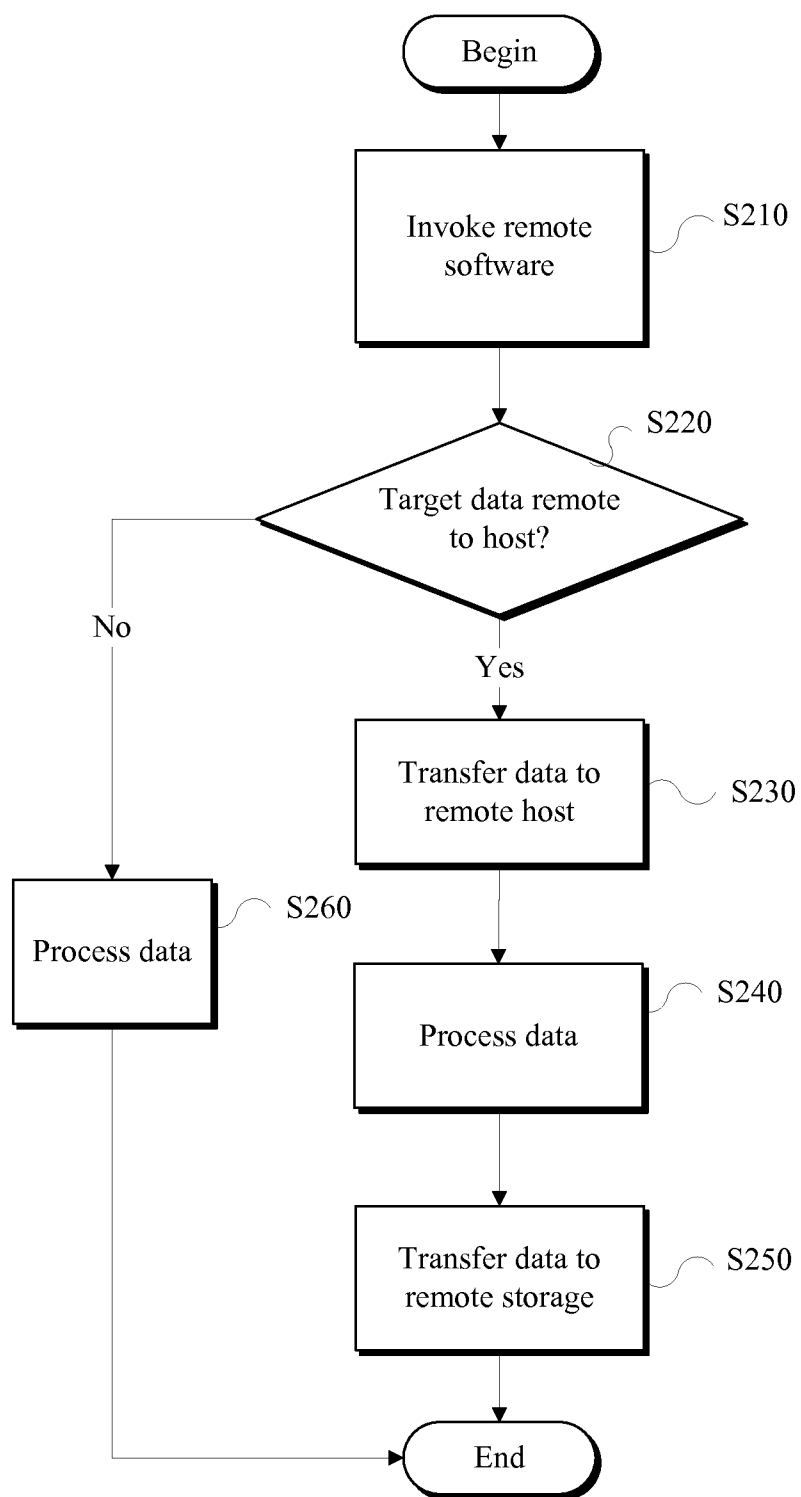 Begin
Invoke remote
software
S210
S220
Target data remote
to host?
No
Yes
Transfer data to
remote host
S230
Process data
S260
Process data
S240
Transfer data to
remote storage
S250
End